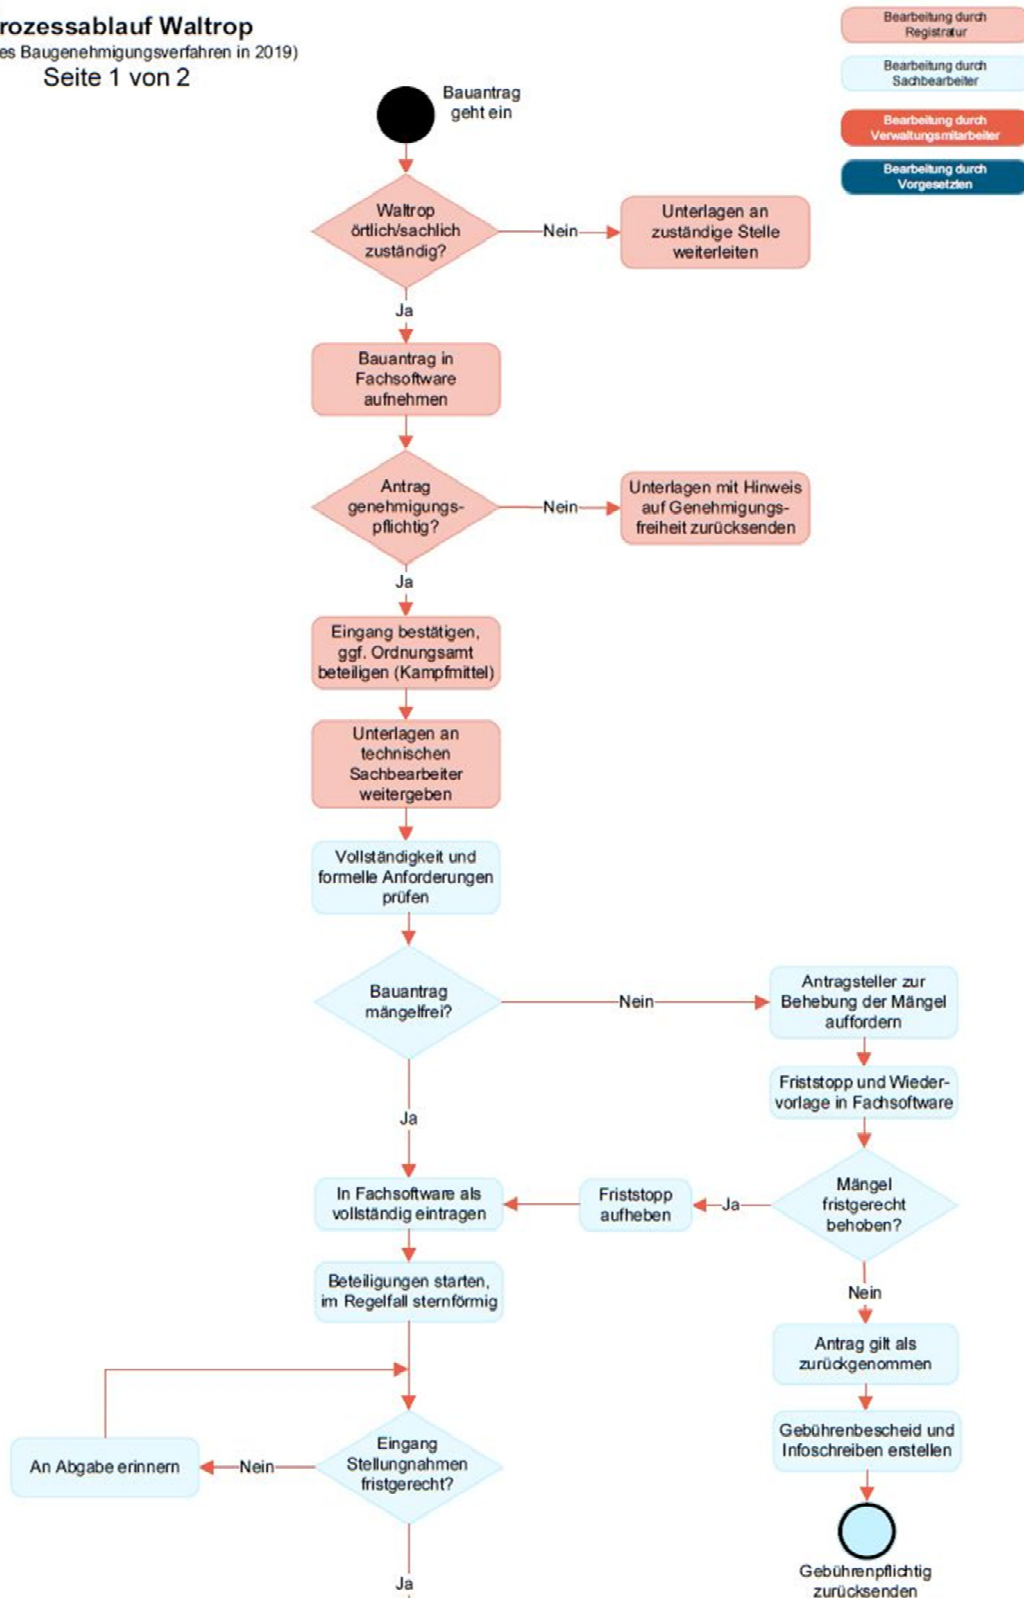 rozessablauf Waltrop
es Baugenehmigungsverfahren in 2019)
Seite 1 von 2
Bearbeitung durch
Registratur
Bearbeitung durch
Sachbearbeiter
Bearbeitung durch
Verwaltungsmitarbeiter
Bearbeitung durch
Vorgesetzten
Bauantrag
geht ein
Waltrop
örtlich/sachlich
zuständig?
Nein
Unterlagen an
zuständige Stelle
weiterleiten
Ja
Bauantrag in
Fachsoftware
aufnehmen
Antrag
genehmigungs-
pflichtig?
Nein
Unterlagen mit Hinweis
auf Genehmigungs-
freiheit zurücksenden
Ja
Eingang bestätigen,
ggf. Ordnungsamt
beteiligen (Kampfmittel)
Unterlagen an
technischen
Sachbearbeiter
weitergeben
Vollständigkeit und
formelle Anforderungen
prüfen
Bauantrag
mängelfrei?
Nein
Antragsteller zur
Behebung der Mängel
auffordern
Friststopp und Wieder-
vorlage in Fachsoftware
Ja
Mängel
fristgerecht
behoben?
Ja
Friststopp
aufheben
In Fachsoftware als
vollständig eintragen
Beteiligungen starten,
im Regelfall sternförmig
Nein
Antrag gilt als
zurückgenommen
Gebührenbescheid und
Infoschreiben erstellen
Eingang
Stellungnahmen
fristgerecht?
Nein
An Abgabe erinnern
Ja
Gebührenpflichtig
zurücksenden